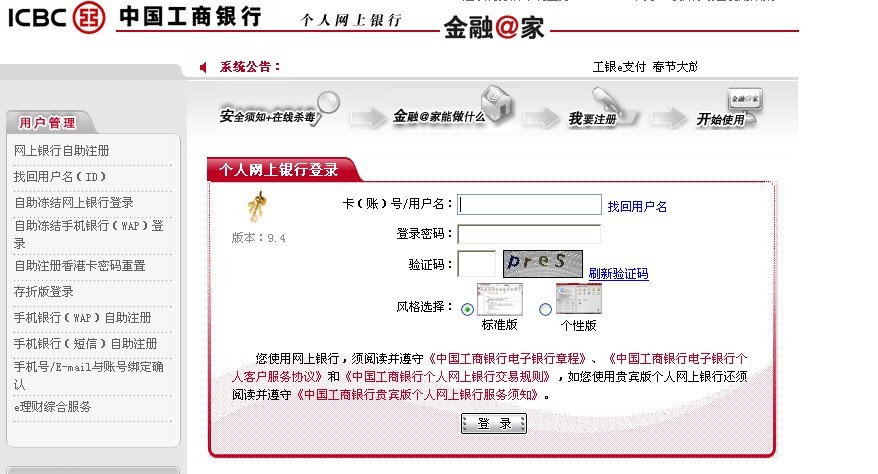 ICBC 中国工商银行 个人网上银行 金融@家
系统公告：
工银e支付 春节大放
安全须知+在线杀毒
金融@家能做什么
我要注册
金融@家
开始使用
用户管理
网上银行自助注册
找回用户名(ID)
自助冻结网上银行登录
自助冻结手机银行(WAP)登
录
自助注册香港卡密码重置
存折版登录
手机银行(WAP)自助注册
手机银行(短信)自助注册
手机号/E-mail与账号绑定确
认
e理财综合服务
个人网上银行登录
版本：9.4
卡(账)号/用户名：
找回用户名
登录密码：
验证码：
preS
刷新验证码
风格选择：
标准版
个性版
您使用网上银行，须阅读并遵守《中国工商银行电子银行章程》、《中国工商银行电子银行个
人客户服务协议》和《中国工商银行个人网上银行交易规则》，如您使用贵宾版个人网上银行还须
阅读并遵守《中国工商银行贵宾版个人网上银行服务须知》。
登 录